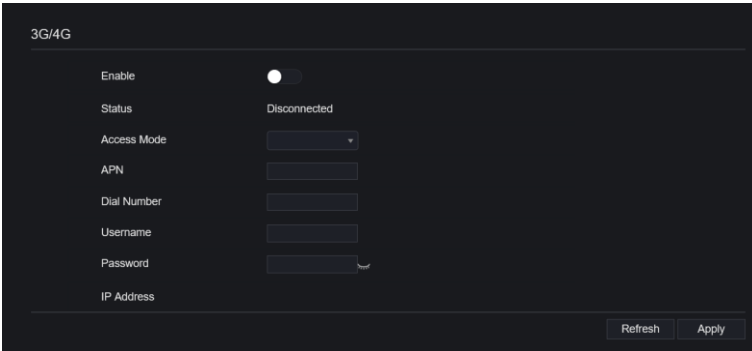 3G/4G
Enable
Status Disconnected
Access Mode
APN
Dial Number
Username
Password
IP Address
Refresh Apply